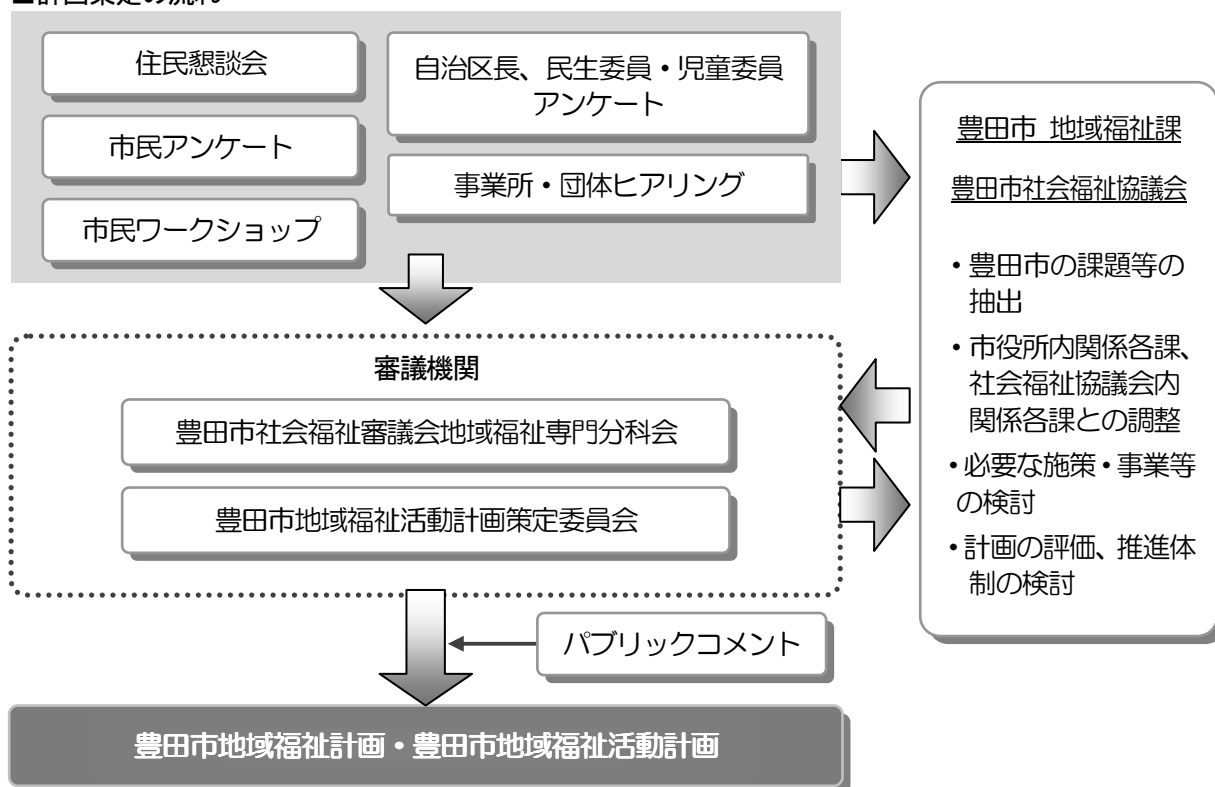 ■計画策定の流れ
住民懇談会
市民アンケート
市民ワークショップ
自治区長、民生委員・児童委員
アンケート
事業所・団体ヒアリング
豊田市 地域福祉課
豊田市社会福祉協議会
・豊田市の課題等の
抽出
・市役所内関係各課、
社会福祉協議会内
関係各課との調整
・必要な施策・事業等
の検討
・計画の評価、推進体
制の検討
審議機関
豊田市社会福祉審議会地域福祉専門分科会
豊田市地域福祉活動計画策定委員会
パブリックコメント
豊田市地域福祉計画・豊田市地域福祉活動計画